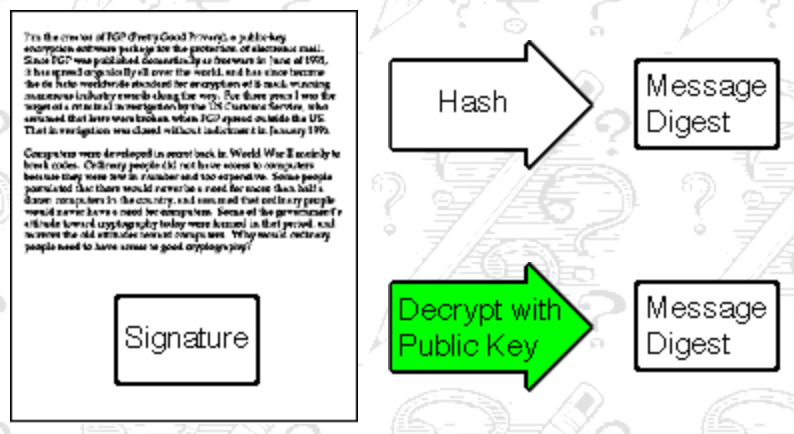 I'm the creator of PGP (Pretty Good Privacy), a public-key
encryption software package for the protection of electronic mail.
Since PGP was published domestically as freeware in June of 1991,
it has spread organically all over the world, and has since become
the de facto worldwide standard for encryption of E-mail, winning
numerous industry awards along the way. For three years I was the
target of a criminal investigation by the US Customs Service, who
assumed that laws were broken when PGP spread outside the US.
That investigation was closed without indictment in January 1996.
Computers were developed in secret back in World War II mainly to
break codes. Ordinary people did not have access to computers
because they were few in number and too expensive. Some people
postulated that there would never be a need for more than half a
dozen computers in the country, and assumed that ordinary people
would never have a need for computers. Some of the government's
attitude toward cryptography today were formed in that period, and
mirrors the old attitudes toward computers. Why would ordinary
people need to have access to good cryptography?
Signature
Hash
Message
Digest
Decrypt with
Public Key
Message
Digest